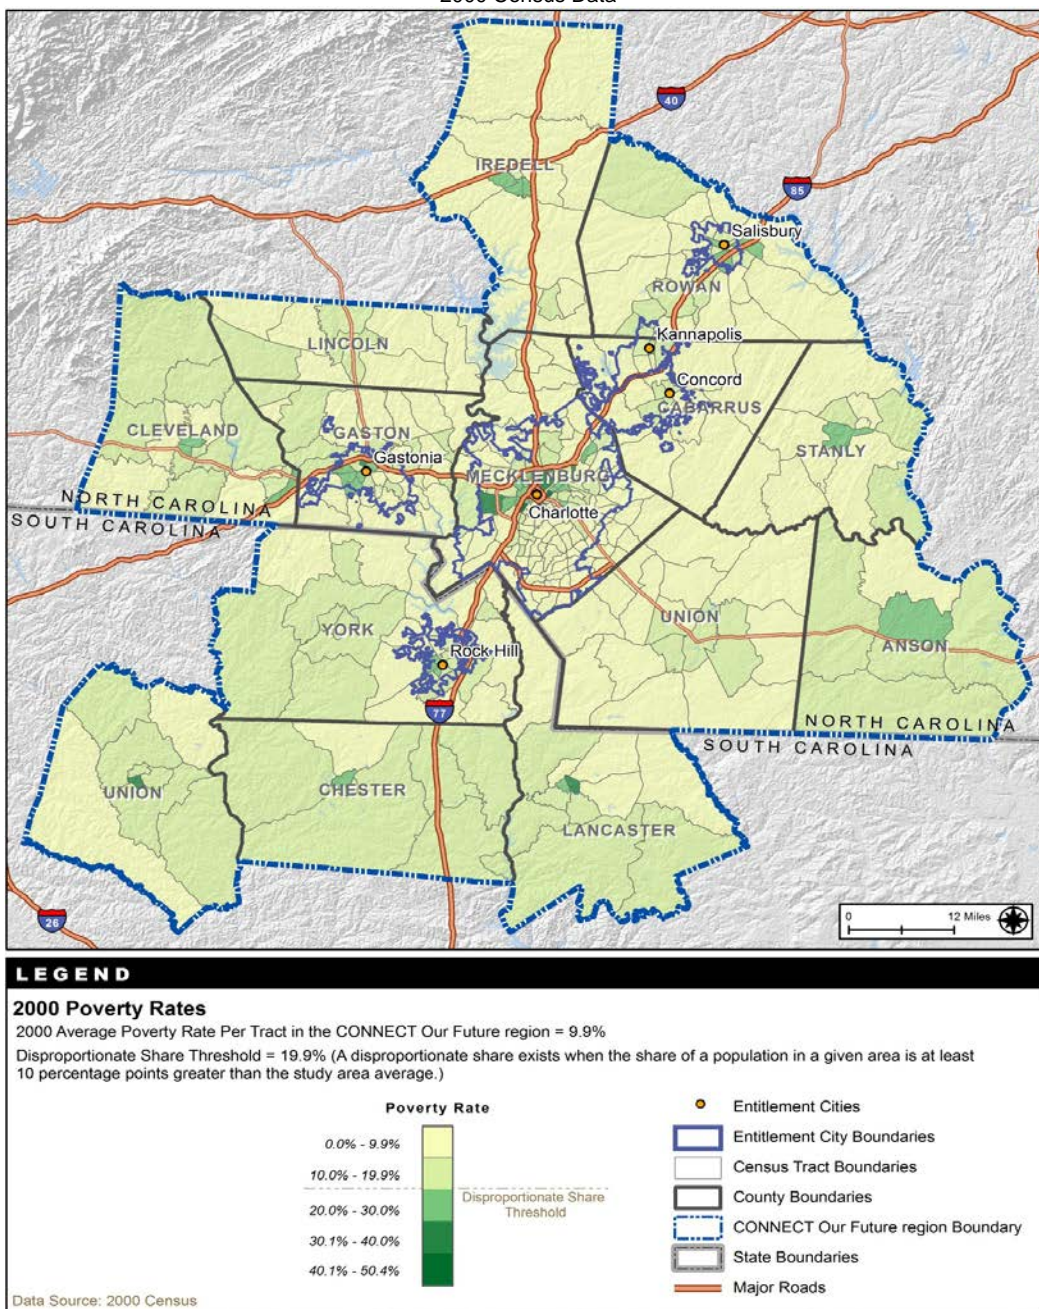 2000 Census Data
40
IREDELL
85
Salisbury
ROWAN
Kannapolis
LINCOLN
Concord
CABARRUS
CLEVELAND
GASTON
STANLY
Gastonia
MECKLENBURG
NORTH CAROLINA
Charlotte
SOUTH CAROLINA
UNION
YORK
ANSON
Rock Hill
77
NORTH CAROLINA
SOUTH CAROLINA
UNION
CHESTER
LANCASTER
26
0 12 Miles
LEGEND
2000 Poverty Rates
2000 Average Poverty Rate Per Tract in the CONNECT Our Future region = 9.9%
Disproportionate Share Threshold = 19.9% (A disproportionate share exists when the share of a population in a given area is at least
10 percentage points greater than the study area average.)
Poverty Rate
0.0% - 9.9%
10.0% - 19.9%
Disproportionate Share
Threshold
20.0% - 30.0%
30.1% - 40.0%
40.1% - 50.4%
Entitlement Cities
Entitlement City Boundaries
Census Tract Boundaries
County Boundaries
CONNECT Our Future region Boundary
State Boundaries
Major Roads
Data Source: 2000 Census